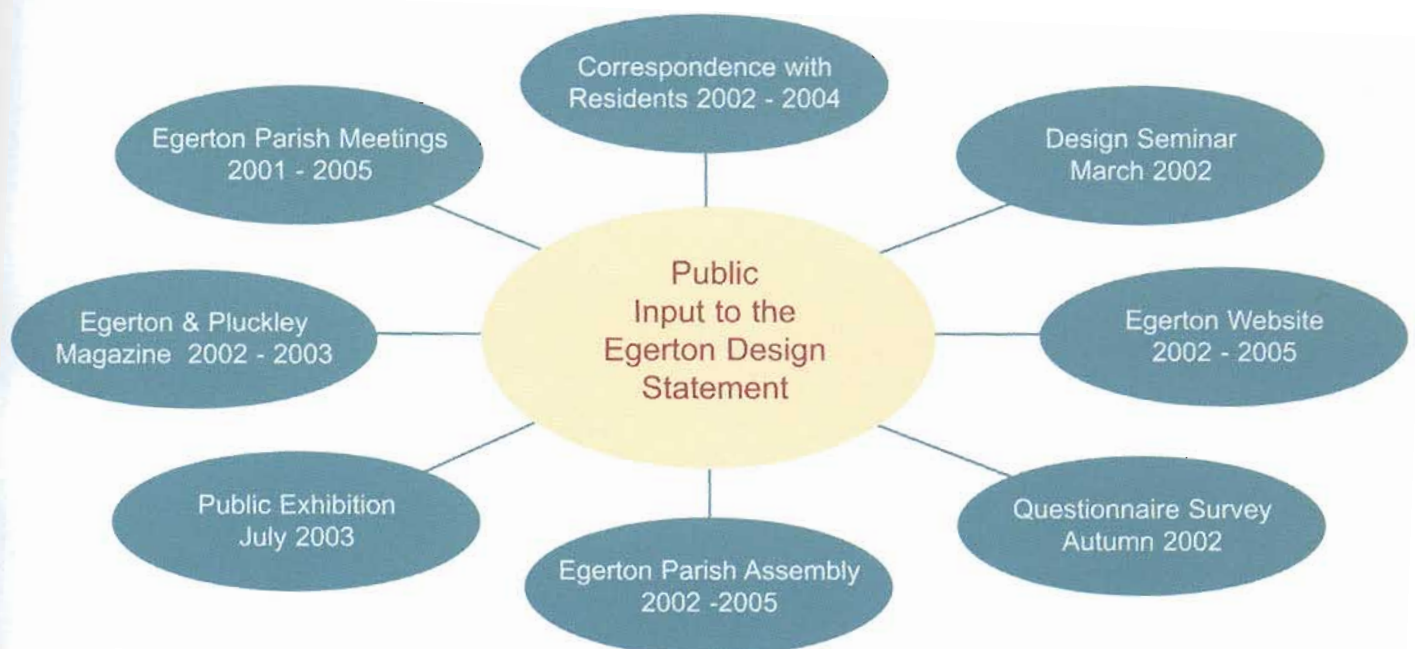 Correspondence with
Residents 2002 - 2004
Egerton Parish Meetings
2001 - 2005
Design Seminar
March 2002
Public
Input to the
Egerton Design
Statement
Egerton & Pluckley
Magazine 2002 - 2003
Egerton Website
2002 - 2005
Public Exhibition
July 2003
Questionnaire Survey
Autumn 2002
Egerton Parish Assembly
2002 -2005